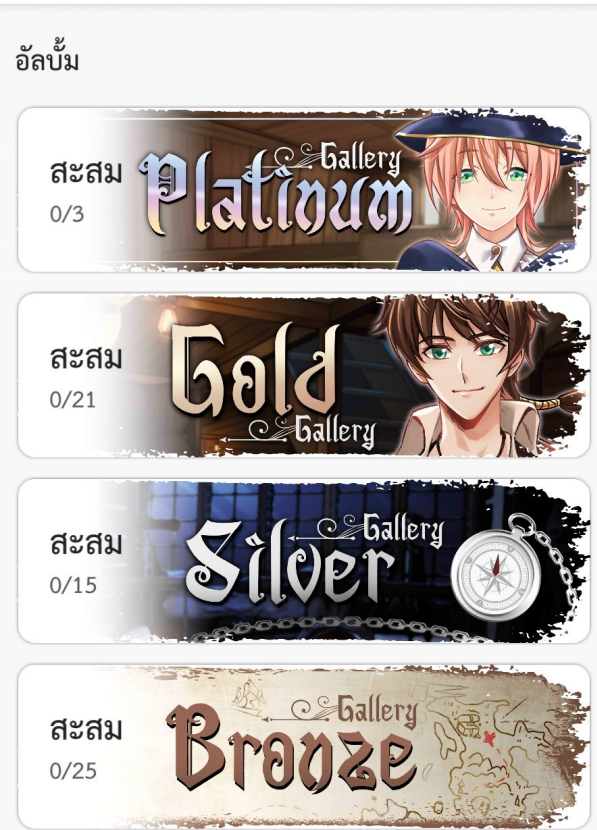 อัลบั้ม
สะสม
0/3
Gallery
Platinum
สะสม
0/21
Gold
Gallery
สะสม
0/15
Gallery
Silver
สะสม
0/25
Gallery
Bronze